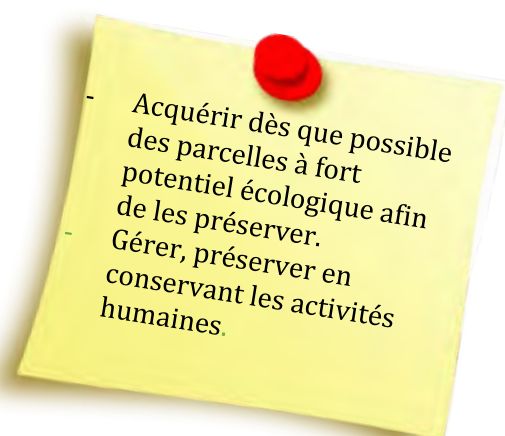 - Acquérir dès que possible
des parcelles à fort
potentiel écologique afin
de les préserver.
- Gérer, préserver en
conservant les activités
humaines.